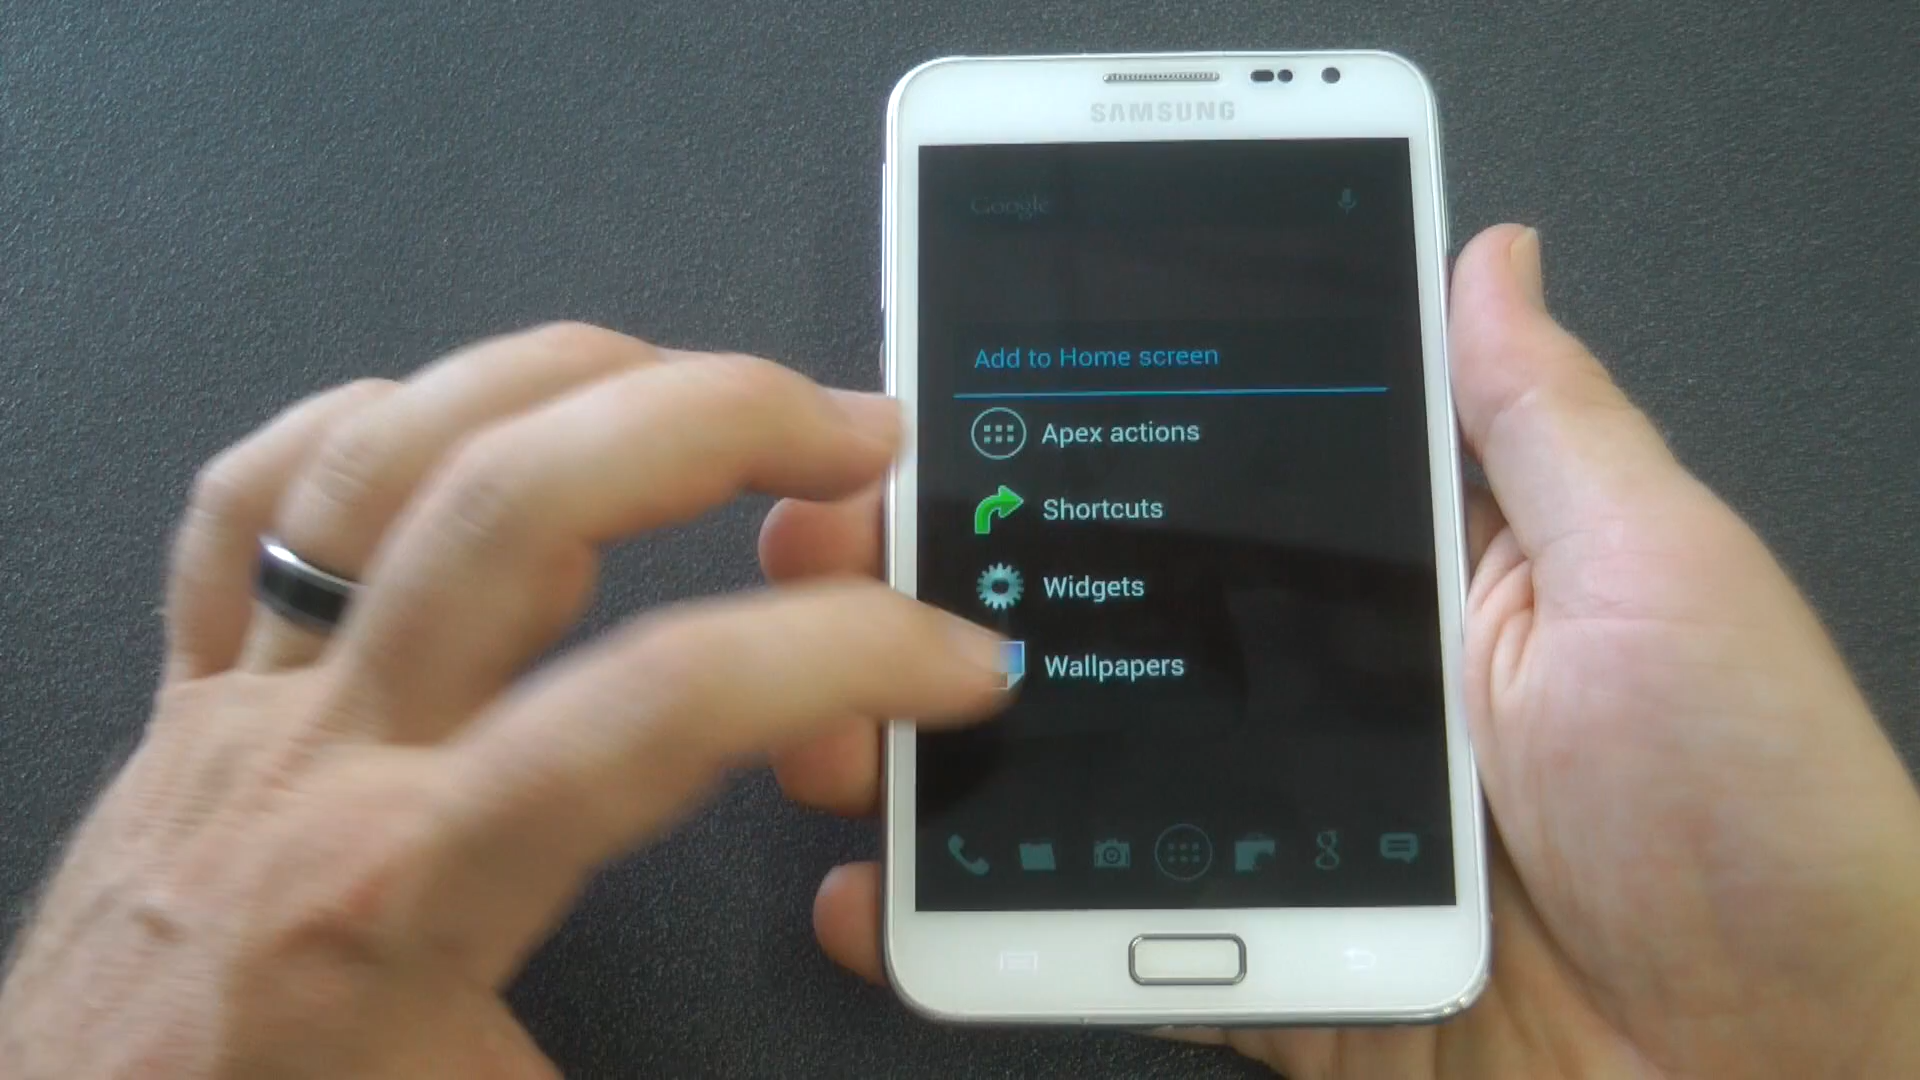 SAMSUNG
Google
Add to Home screen
Apex actions
Shortcuts
Widgets
Wallpapers
g